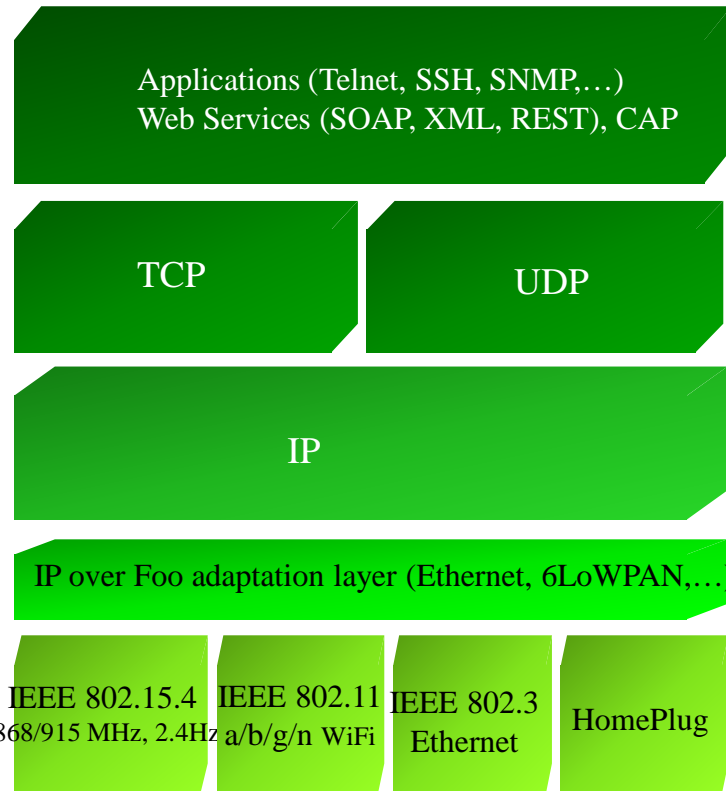 Applications (Telnet, SSH, SNMP,…)
Web Services (SOAP, XML, REST), CAP
TCP
UDP
IP
IP over Foo adaptation layer (Ethernet, 6LoWPAN,…)
IEEE 802.15.4
868/915 MHz, 2.4Hz
IEEE 802.11
a/b/g/n WiFi
IEEE 802.3
Ethernet
HomePlug